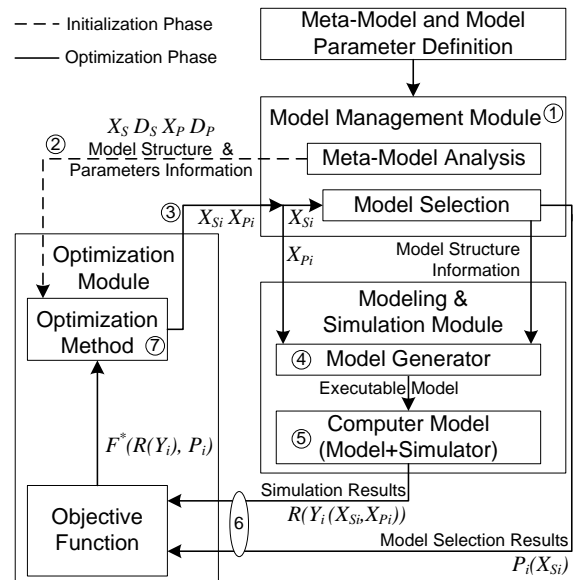 Initialization Phase
Optimization Phase
Meta-Model and Model
Parameter Definition
Model Management Module ①
X_S D_S X_P D_P
② Model Structure &
Parameters Information
Meta-Model Analysis
③
X_Si X_Pi
X_Si
Model Selection
X_Pi
Model Structure
Information
Optimization
Module
Optimization
Method ⑦
Modeling &
Simulation Module
④ Model Generator
Executable Model
⑤ Computer Model
(Model+Simulator)
F*(R(Y_i), P_i)
Simulation Results
R(Y_i (X_Si,X_Pi))
Objective
Function
6
Model Selection Results
P_i(X_Si)